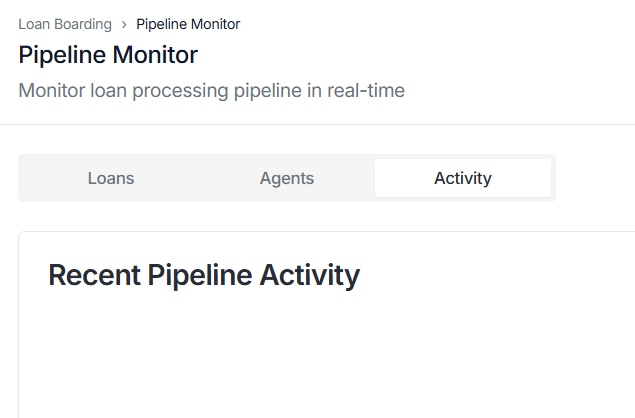 Loan Boarding › Pipeline Monitor
Pipeline Monitor
Monitor loan processing pipeline in real-time
Loans Agents Activity
Recent Pipeline Activity